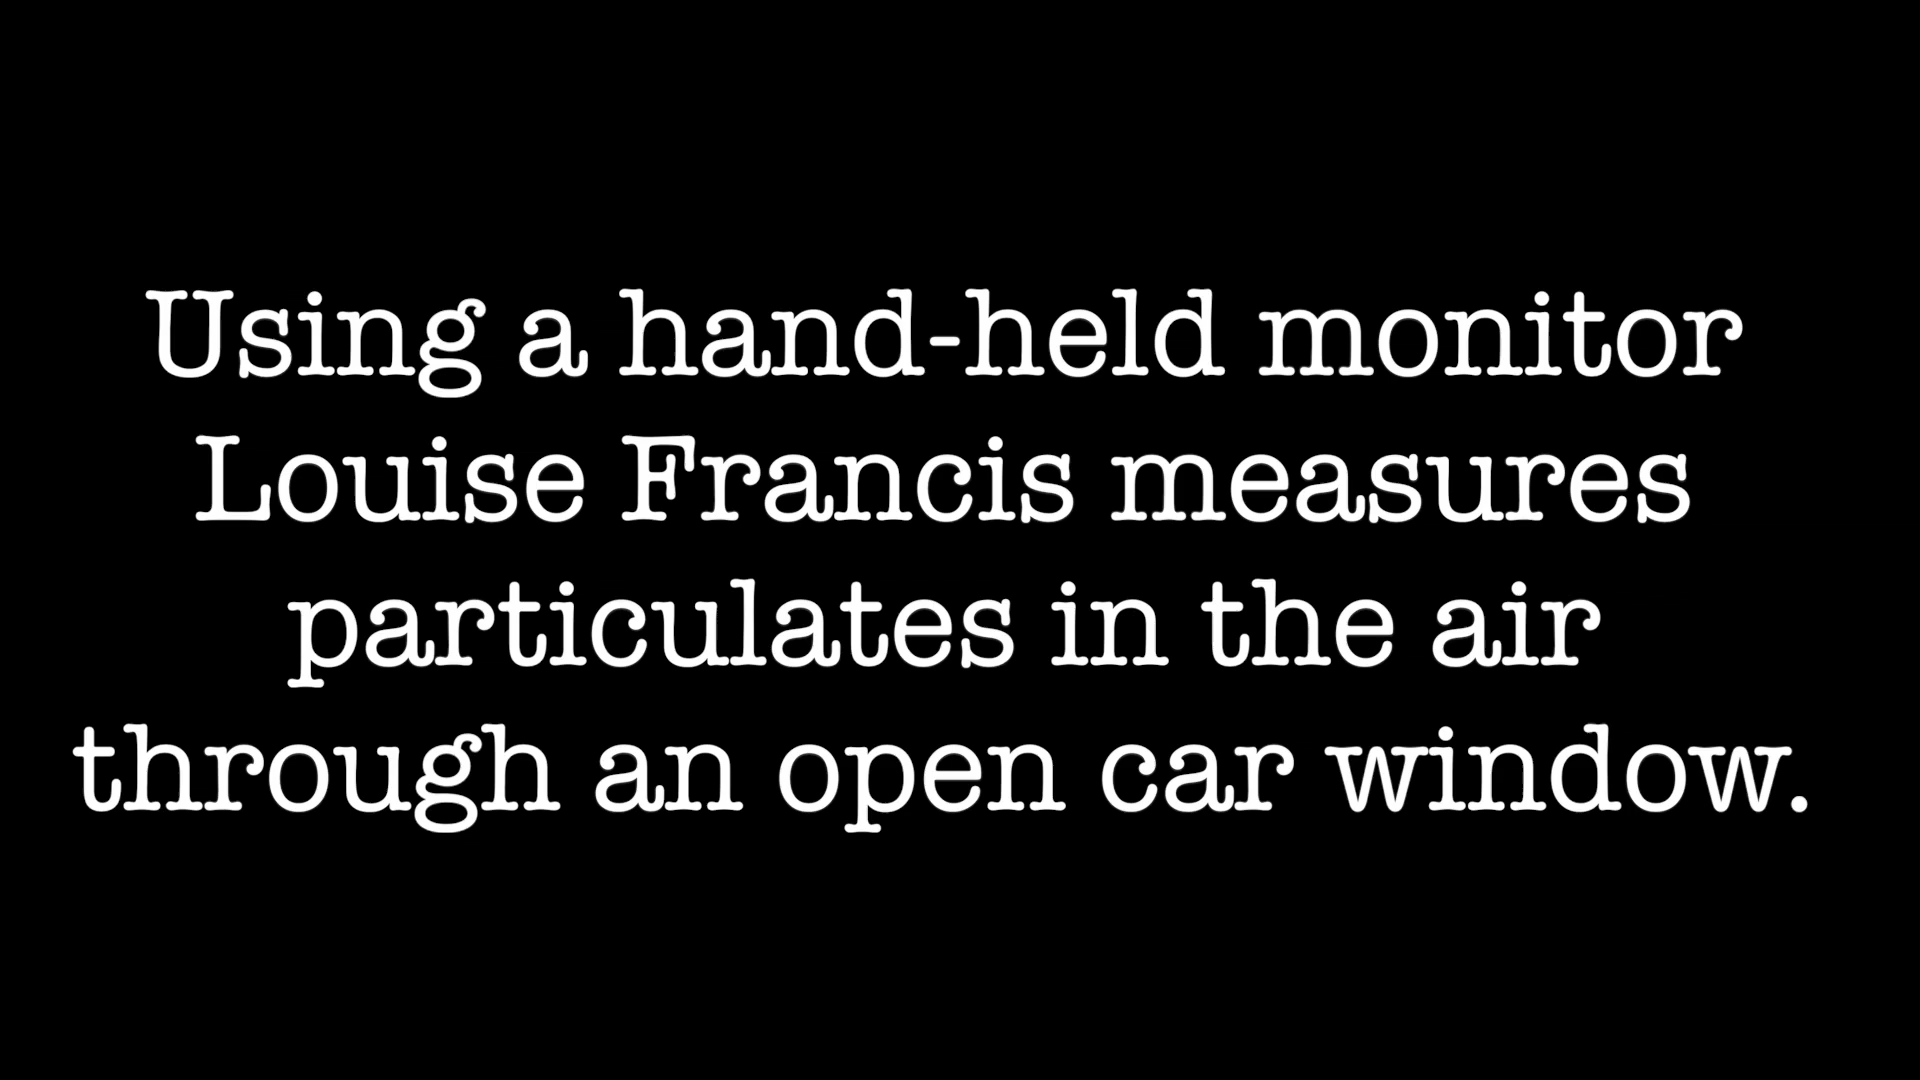 Using a hand-held monitor
Louise Francis measures
particulates in the air
through an open car window.